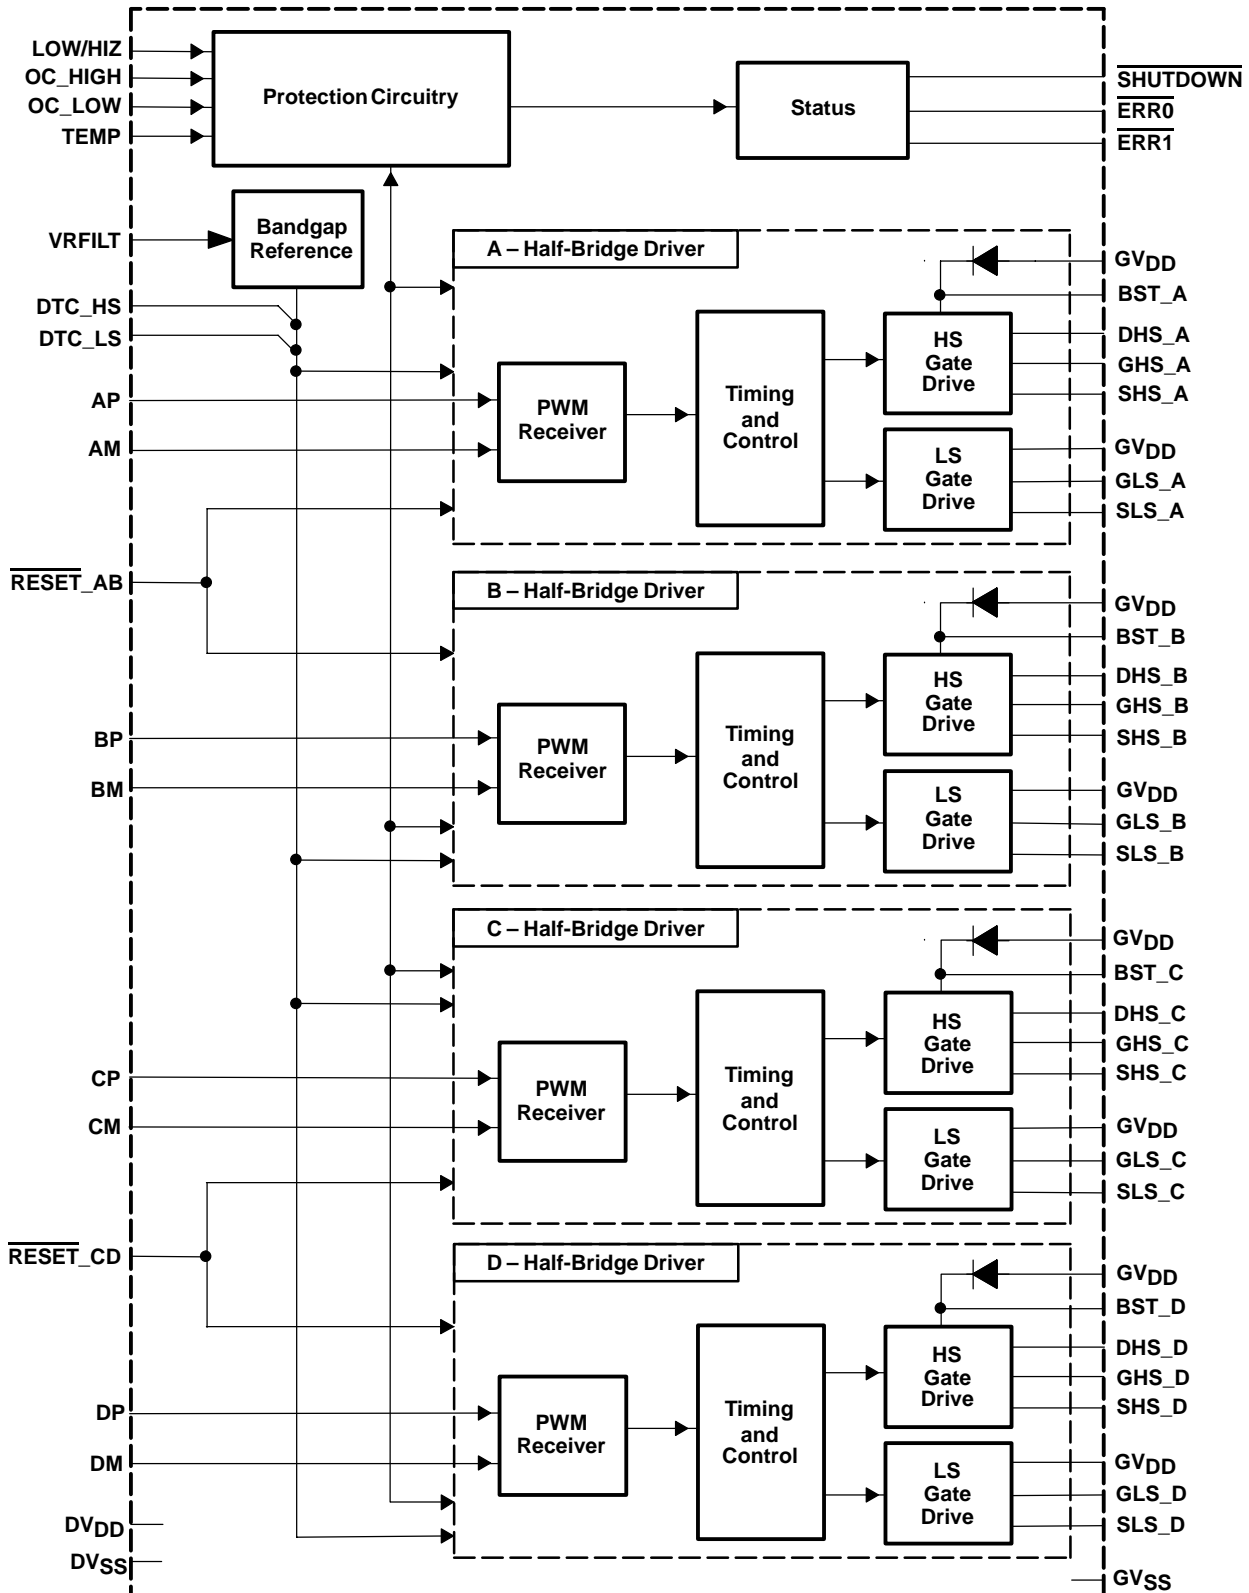 LOW/HIZ
OC_HIGH
OC_LOW
TEMP
Protection Circuitry
Status
SHUTDOWN
ERR0
ERR1
VRFILT
Bandgap
Reference
DTC_HS
DTC_LS
A – Half-Bridge Driver
AP
AM
PWM
Receiver
Timing
and
Control
HS
Gate
Drive
LS
Gate
Drive
GVDD
BST_A
DHS_A
GHS_A
SHS_A
GVDD
GLS_A
SLS_A
RESET_AB
B – Half-Bridge Driver
BP
BM
PWM
Receiver
Timing
and
Control
HS
Gate
Drive
LS
Gate
Drive
GVDD
BST_B
DHS_B
GHS_B
SHS_B
GVDD
GLS_B
SLS_B
C – Half-Bridge Driver
CP
CM
PWM
Receiver
Timing
and
Control
HS
Gate
Drive
LS
Gate
Drive
GVDD
BST_C
DHS_C
GHS_C
SHS_C
GVDD
GLS_C
SLS_C
RESET_CD
D – Half-Bridge Driver
DP
DM
PWM
Receiver
Timing
and
Control
HS
Gate
Drive
LS
Gate
Drive
GVDD
BST_D
DHS_D
GHS_D
SHS_D
GVDD
GLS_D
SLS_D
DVDD
DVSS
GVSS